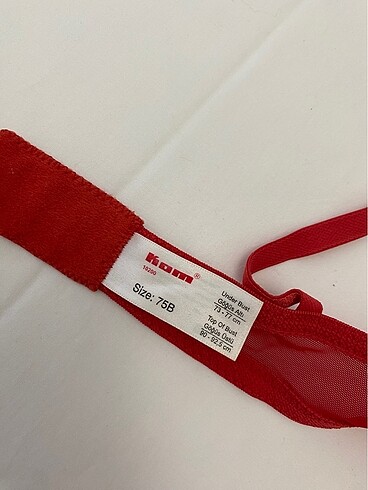 kom®
10290
Size: 75B
Under Bust
Göğüs Altı
73 - 77 cm
Top Of Bust
Göğüs Üstü
90 - 92,5 cm